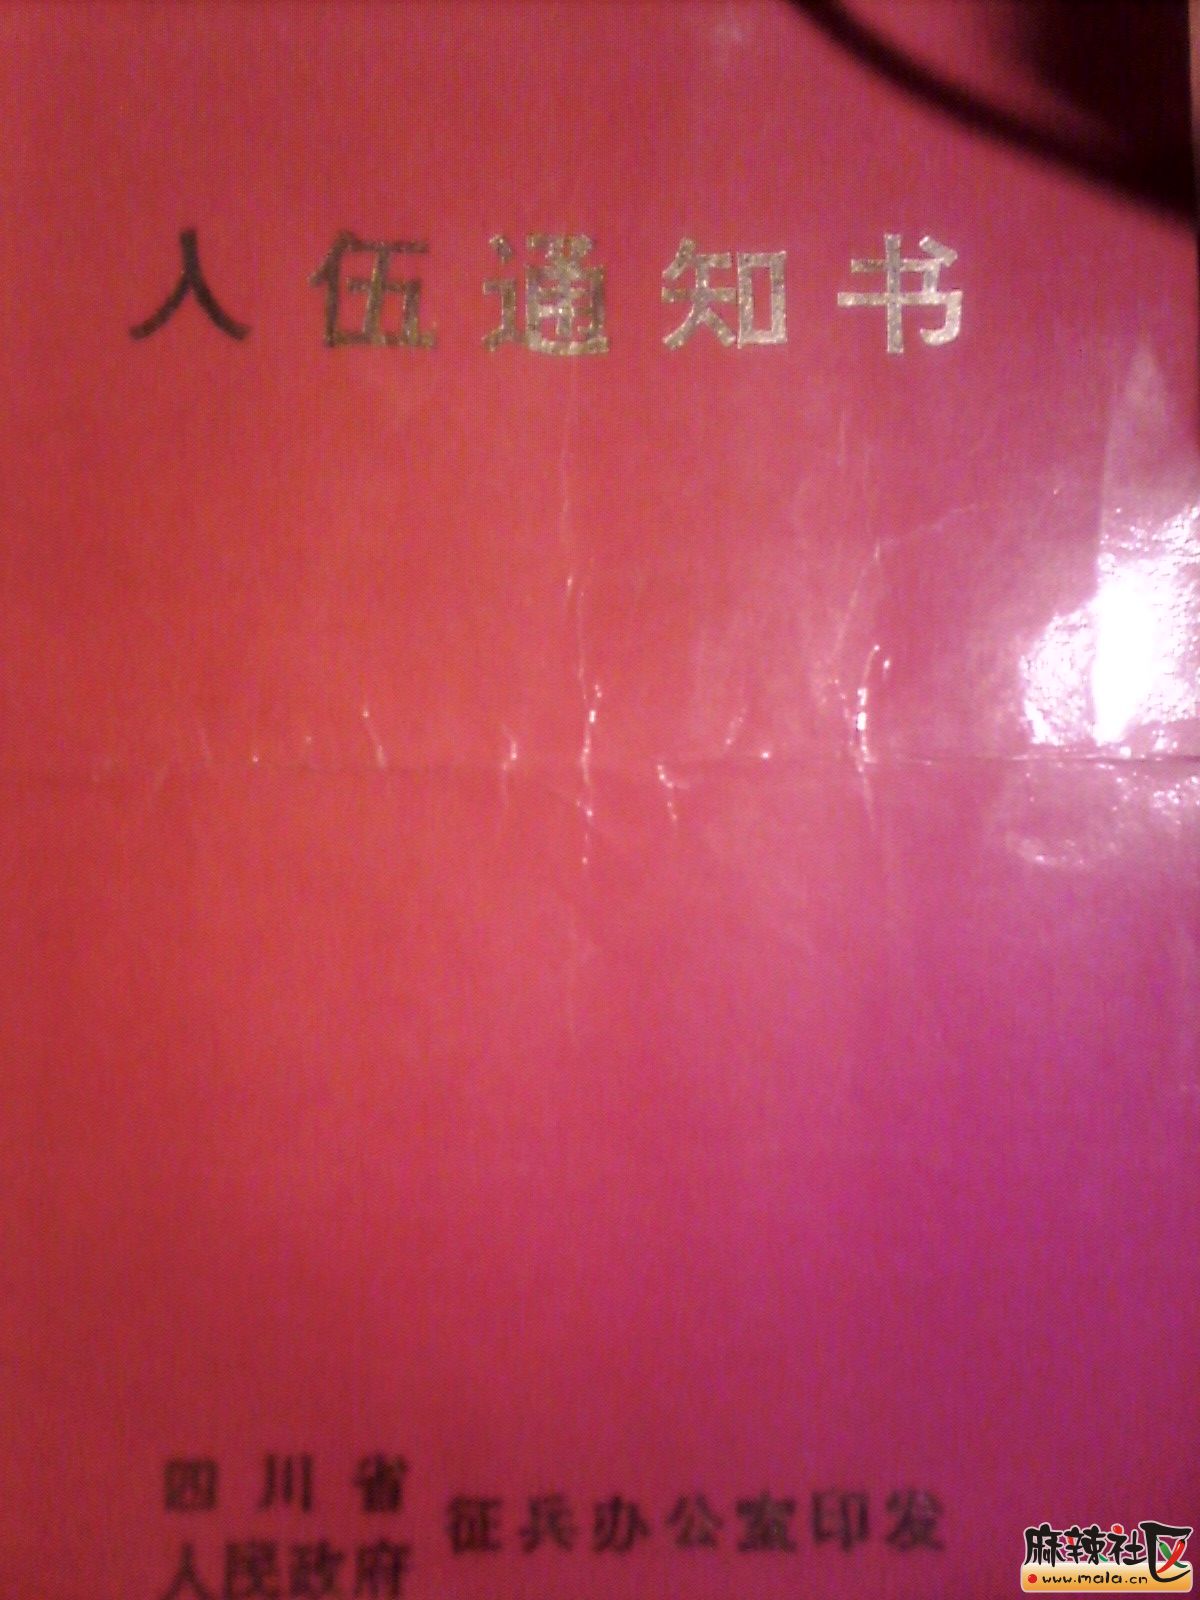 入伍通知书
四川省
人民政府
征兵办公室印发
麻辣社区
www.mala.cn